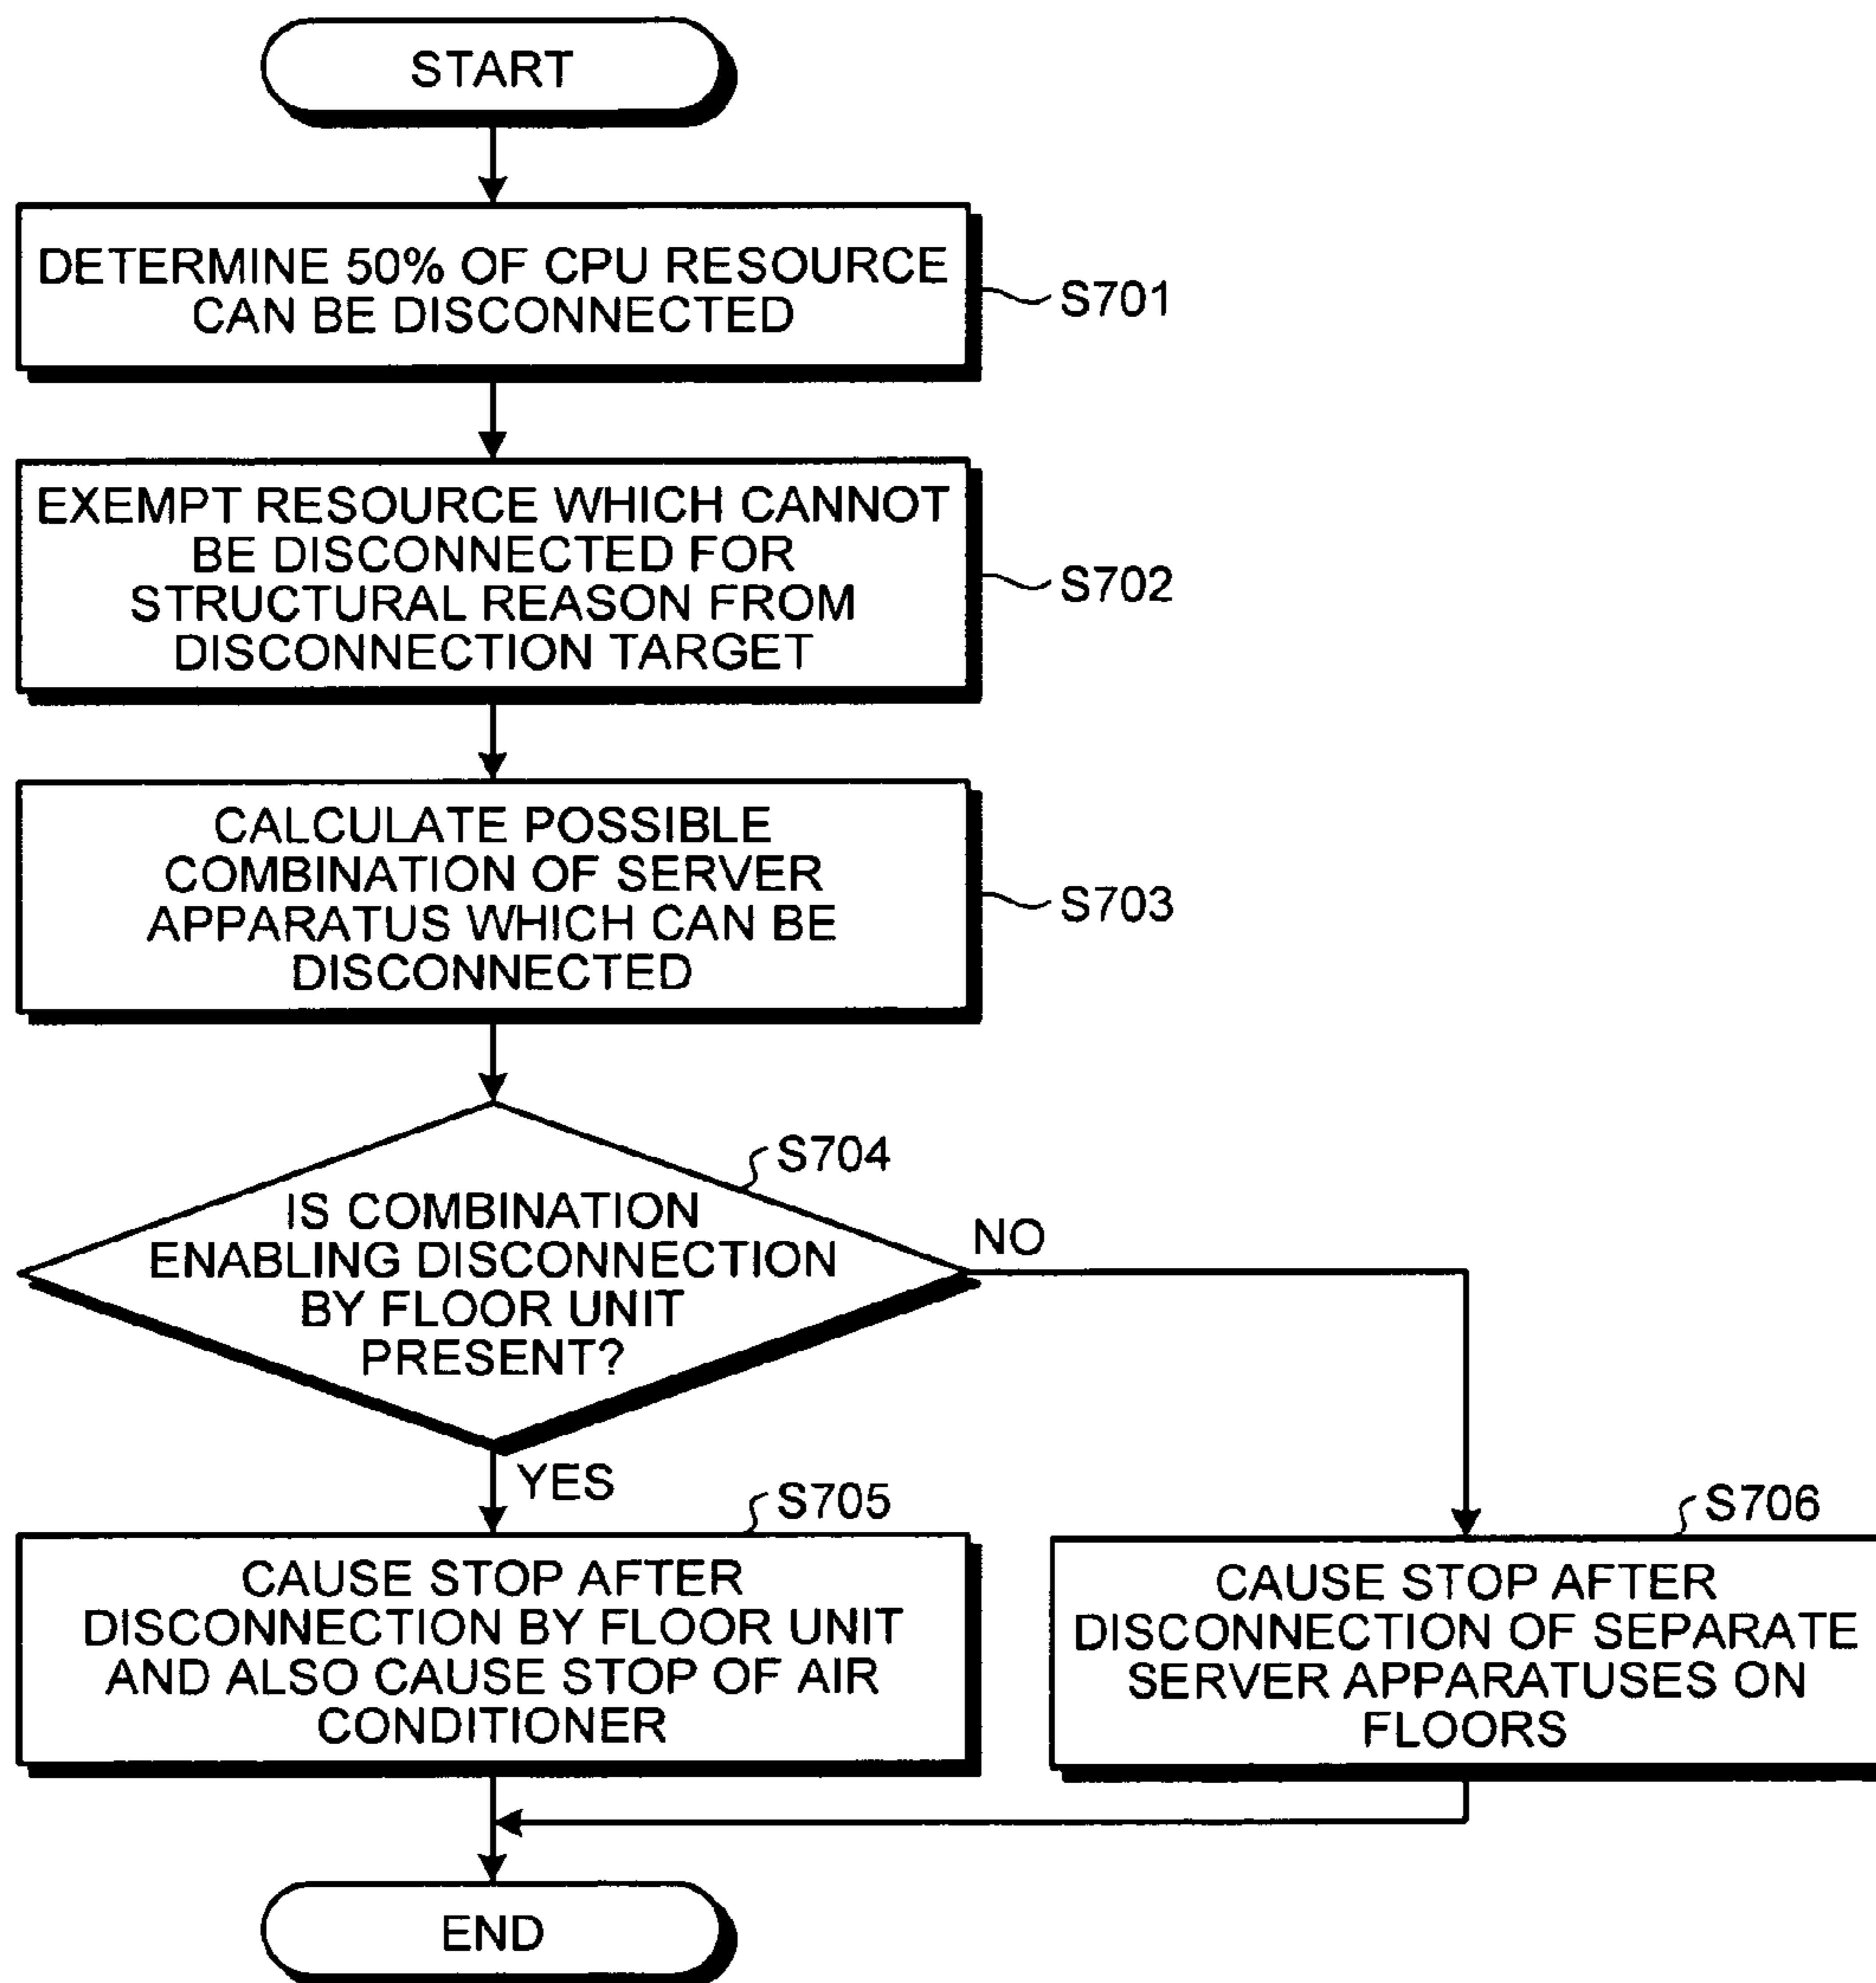 START
DETERMINE 50% OF CPU RESOURCE
CAN BE DISCONNECTED
S701
EXEMPT RESOURCE WHICH CANNOT
BE DISCONNECTED FOR
STRUCTURAL REASON FROM
DISCONNECTION TARGET
S702
CALCULATE POSSIBLE
COMBINATION OF SERVER
APPARATUS WHICH CAN BE
DISCONNECTED
S703
S704
IS COMBINATION
ENABLING DISCONNECTION
BY FLOOR UNIT
PRESENT?
NO
YES
S705
CAUSE STOP AFTER
DISCONNECTION BY FLOOR UNIT
AND ALSO CAUSE STOP OF AIR
CONDITIONER
S706
CAUSE STOP AFTER
DISCONNECTION OF SEPARATE
SERVER APPARATUSES ON
FLOORS
END